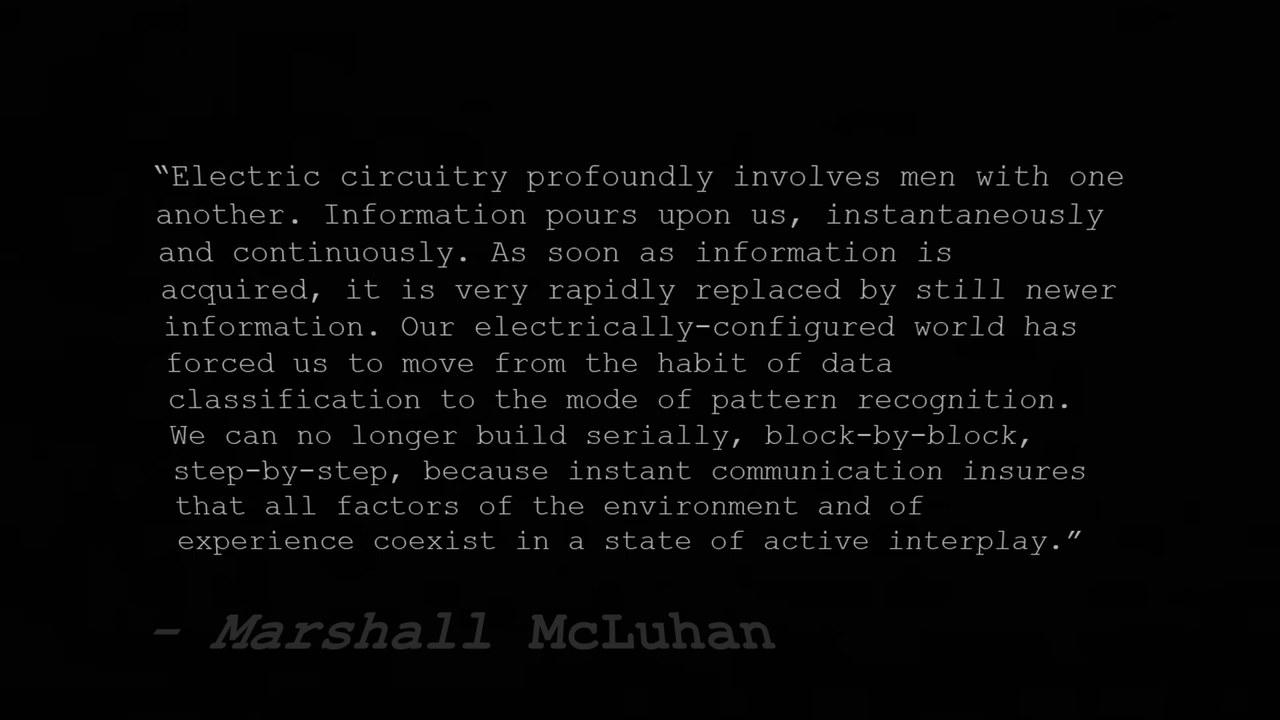 “Electric circuitry profoundly involves men with one
another. Information pours upon us, instantaneously
and continuously. As soon as information is
acquired, it is very rapidly replaced by still newer
information. Our electrically-configured world has
forced us to move from the habit of data
classification to the mode of pattern recognition.
We can no longer build serially, block-by-block,
step-by-step, because instant communication insures
that all factors of the environment and of
experience coexist in a state of active interplay.”
- Marshall McLuhan